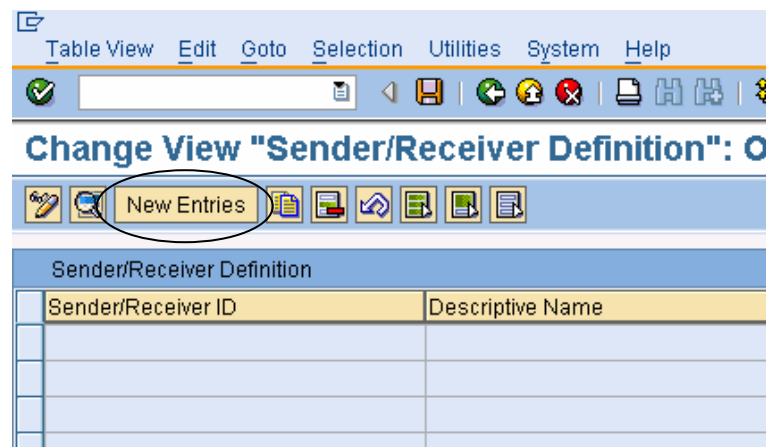 Table View Edit Goto Selection Utilities System Help
Change View "Sender/Receiver Definition": O
New Entries
Sender/Receiver Definition
Sender/Receiver ID Descriptive Name